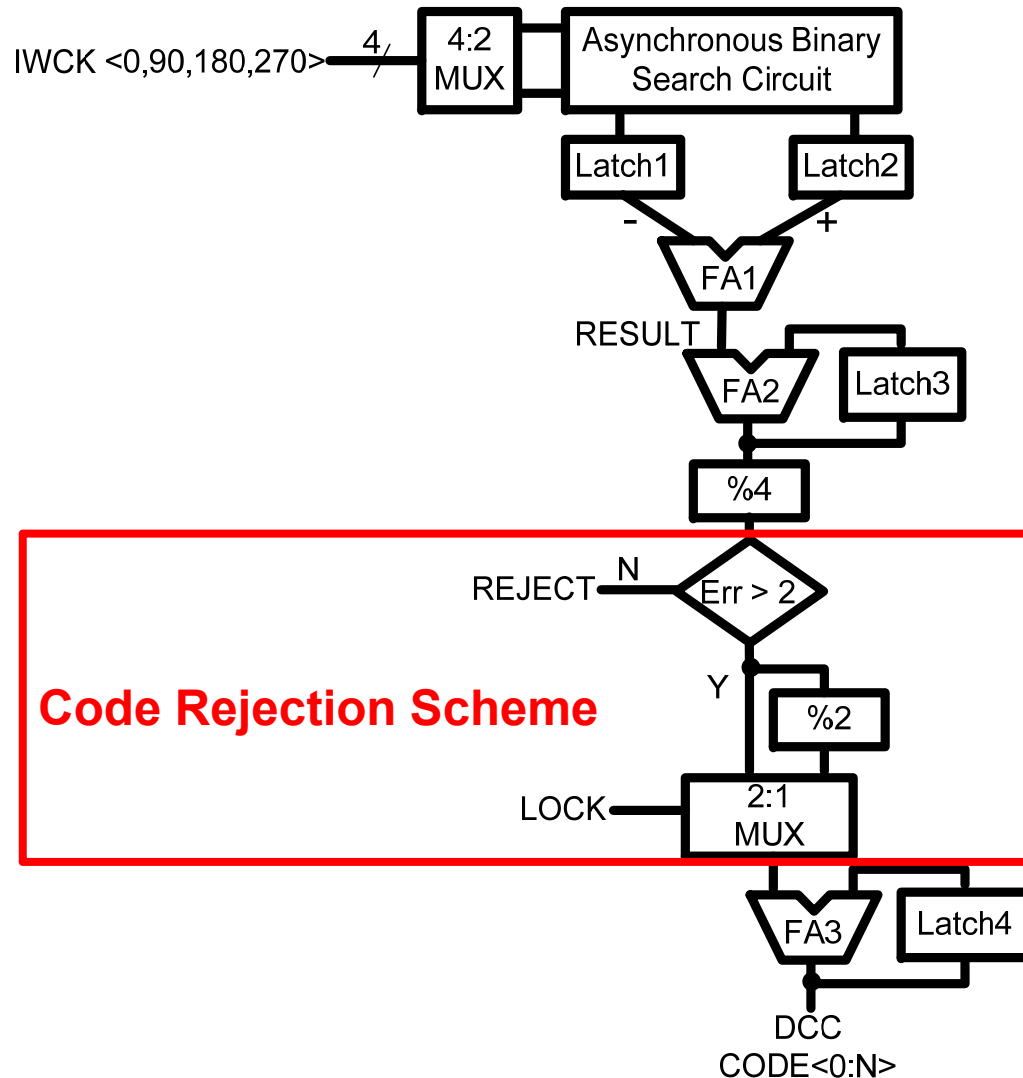 IWCK <0,90,180,270>
4
4:2
MUX
Asynchronous Binary
Search Circuit
Latch1
Latch2
-
+
FA1
RESULT
FA2
Latch3
%4
REJECT
N
Err > 2
Y
Code Rejection Scheme
%2
LOCK
2:1
MUX
FA3
Latch4
DCC
CODE<0:N>